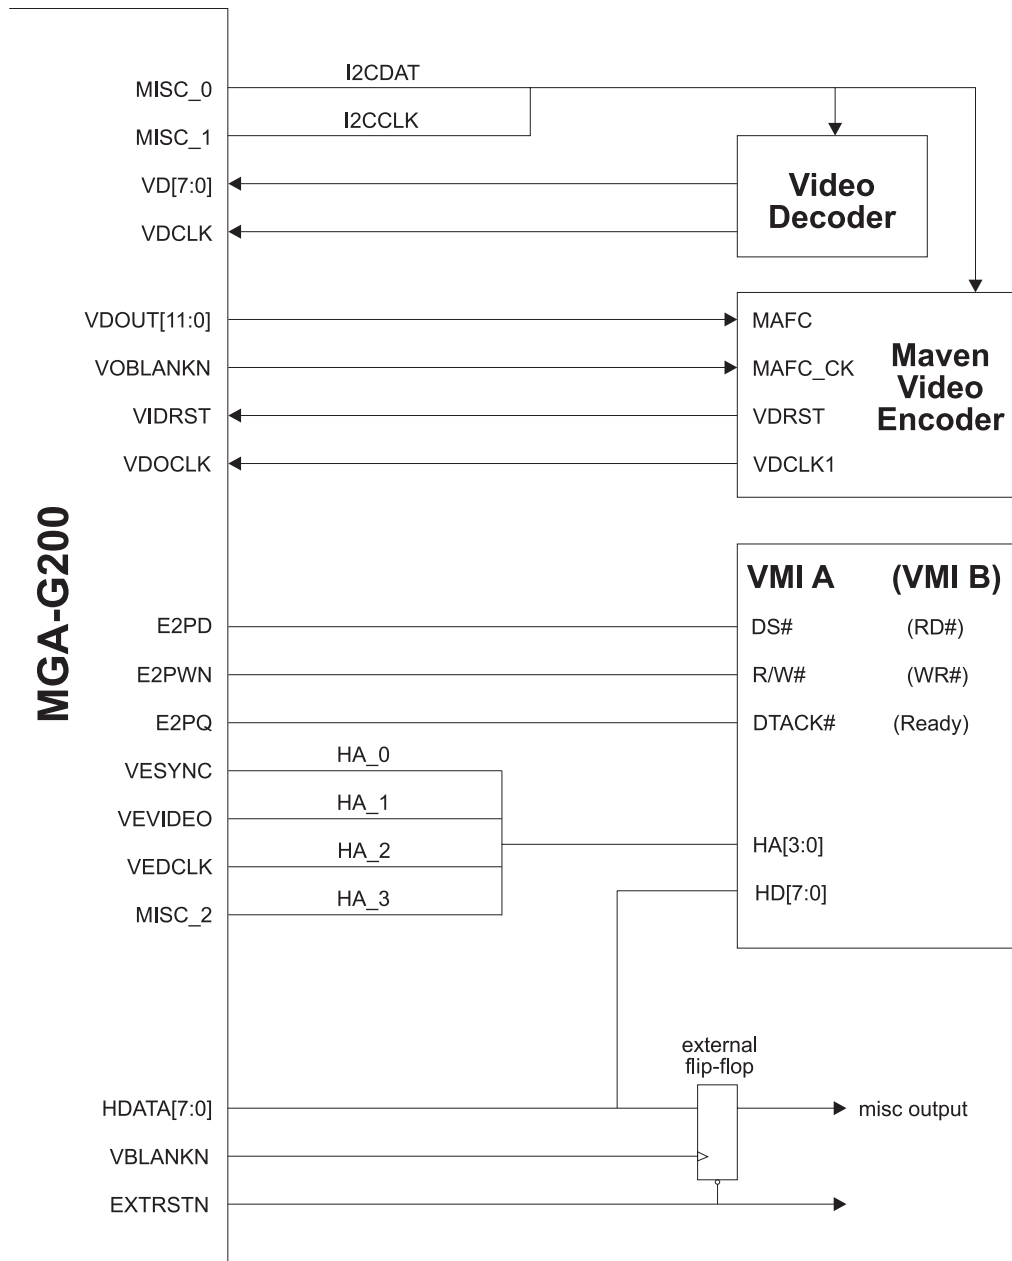 I2CDAT
MISC_0
I2CCLK
MISC_1
VD[7:0]
VDCLK
Video
Decoder
VDOUT[11:0]
MAFC
VOBLANKN
MAFC_CK
VIDRST
VDRST
VDOCLK
VDCLK1
Maven
Video
Encoder
MGA-G200
VMI A (VMI B)
E2PD
DS# (RD#)
E2PWN
R/W# (WR#)
E2PQ
DTACK# (Ready)
HA_0
VESYNC
HA_1
VEVIDEO
HA_2
VEDCLK
HA_3
MISC_2
HA[3:0]
HD[7:0]
external
flip-flop
HDATA[7:0]
misc output
VBLANKN
EXTRSTN